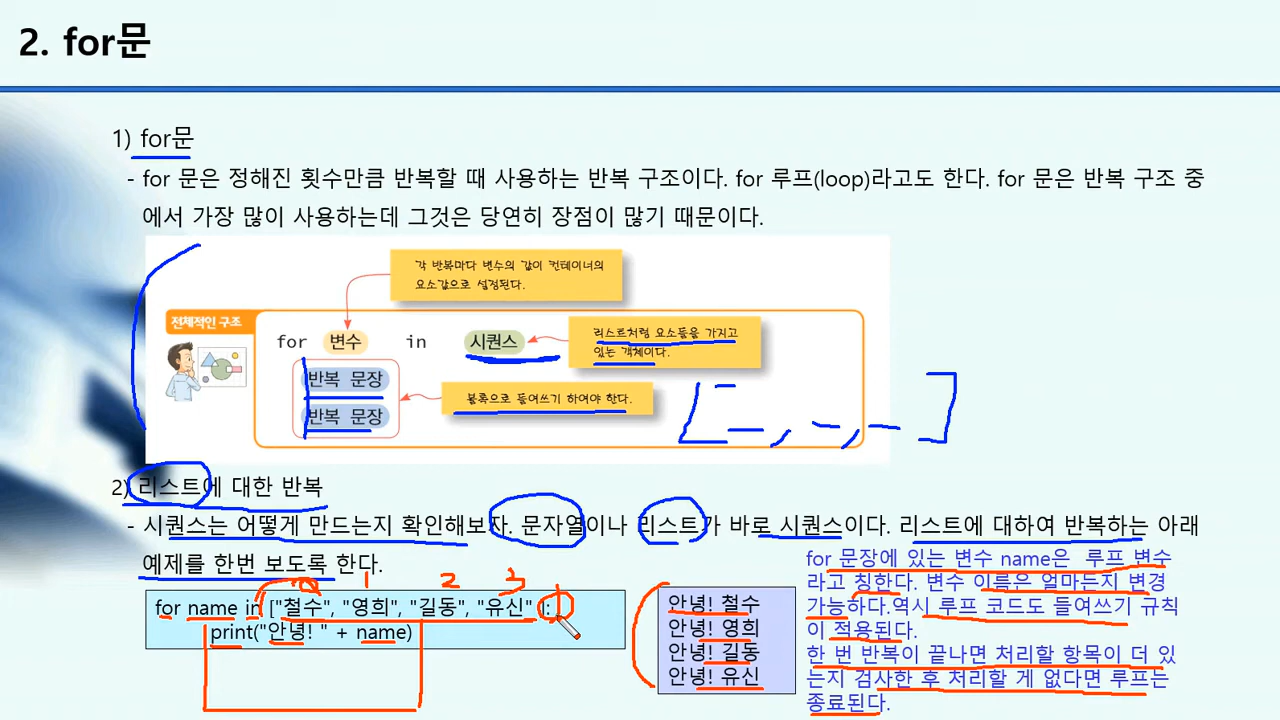 2. for문
1) for문
- for 문은 정해진 횟수만큼 반복할 때 사용하는 반복 구조이다. for 루프(loop)라고도 한다. for 문은 반복 구조 중
에서 가장 많이 사용하는데 그것은 당연히 장점이 많기 때문이다.
각 반복마다 변수의 값이 컨테이너의
요소값으로 설정된다.
전체적인 구조
for 변수 in 시퀀스
리스트처럼 요소들을 가지고
있는 객체이다.
반복 문장
반복 문장
블록으로 들여쓰기 하여야 한다.
[ _ , _ , _ ]
2) 리스트에 대한 반복
- 시퀀스는 어떻게 만드는지 확인해보자. 문자열이나 리스트가 바로 시퀀스이다. 리스트에 대하여 반복하는 아래
예제를 한번 보도록 한다.
0 1 2 3
for name in ["철수", "영희", "길동", "유신" ]:
print("안녕! " + name)
안녕! 철수
안녕! 영희
안녕! 길동
안녕! 유신
for 문장에 있는 변수 name은 루프 변수
라고 칭한다. 변수 이름은 얼마든지 변경
가능하다.역시 루프 코드도 들여쓰기 규칙
이 적용된다.
한 번 반복이 끝나면 처리할 항목이 더 있
는지 검사한 후 처리할 게 없다면 루프는
종료된다.